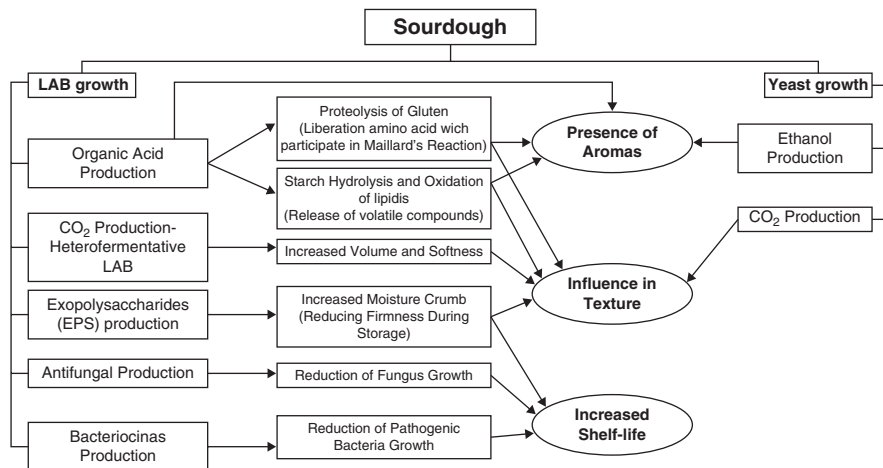 Sourdough
LAB growth
Yeast growth
Organic Acid
Production
Proteolysis of Gluten
(Liberation amino acid wich
participate in Maillard's Reaction)
Presence of
Aromas
Ethanol
Production
Starch Hydrolysis and Oxidation
of lipidis
(Release of volatile compounds)
CO2 Production-
Heterofermentative
LAB
Increased Volume and Softness
CO2 Production
Exopolysaccharides
(EPS) production
Increased Moisture Crumb
(Reducing Firmness During
Storage)
Influence in
Texture
Antifungal Production
Reduction of Fungus Growth
Bacteriocinas
Production
Reduction of Pathogenic
Bacteria Growth
Increased
Shelf-life